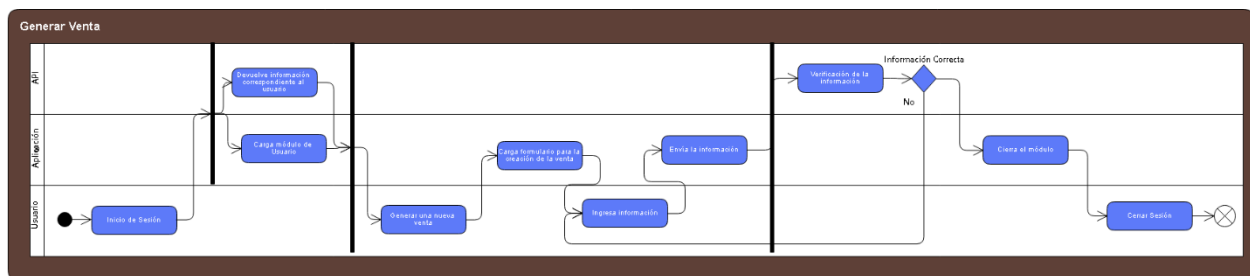 Generar Venta
API
Devuelve información
correspondiente al
usuario
Verificación de la
información
Información Correcta
No
Aplicación
Carga módulo de
Usuario
Carga formulario para la
creación de la venta
Envía la información
Cierra el módulo
Usuario
Inicio de Sesión
Generar una nueva
venta
Ingresa información
Cerrar Sesión